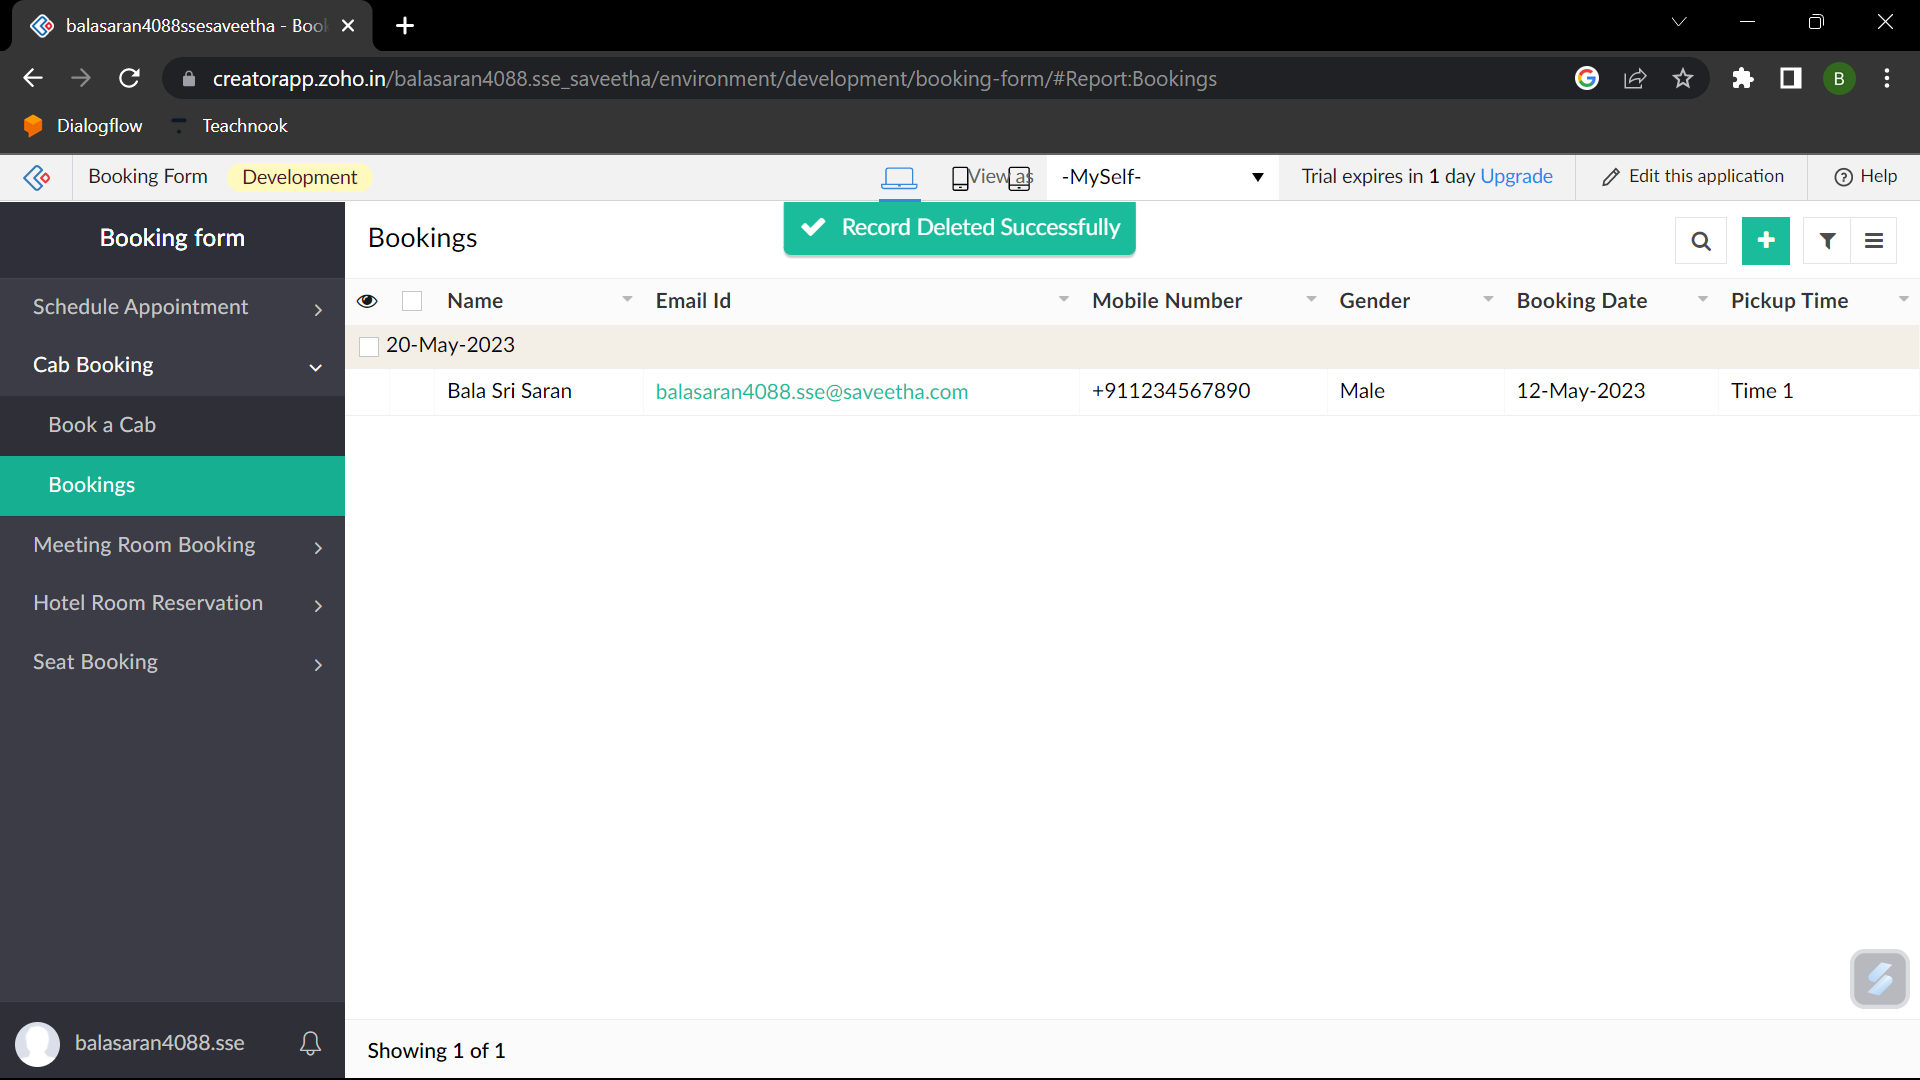 balasaran4088ssesaveetha - Boo
creatorapp.zoho.in/balasaran4088.sse_saveetha/environment/development/booking-form/#Report:Bookings
B
Dialogflow
Teachnook
Booking Form
Development
View as
-MySelf-
Trial expires in 1 day Upgrade
Edit this application
Help
Booking form
Bookings
Record Deleted Successfully
Schedule Appointment
Cab Booking
Book a Cab
Bookings
Meeting Room Booking
Hotel Room Reservation
Seat Booking
Name Email Id Mobile Number Gender Booking Date Pickup Time
20-May-2023
Bala Sri Saran balasaran4088.sse@saveetha.com +911234567890 Male 12-May-2023 Time 1
balasaran4088.sse
Showing 1 of 1